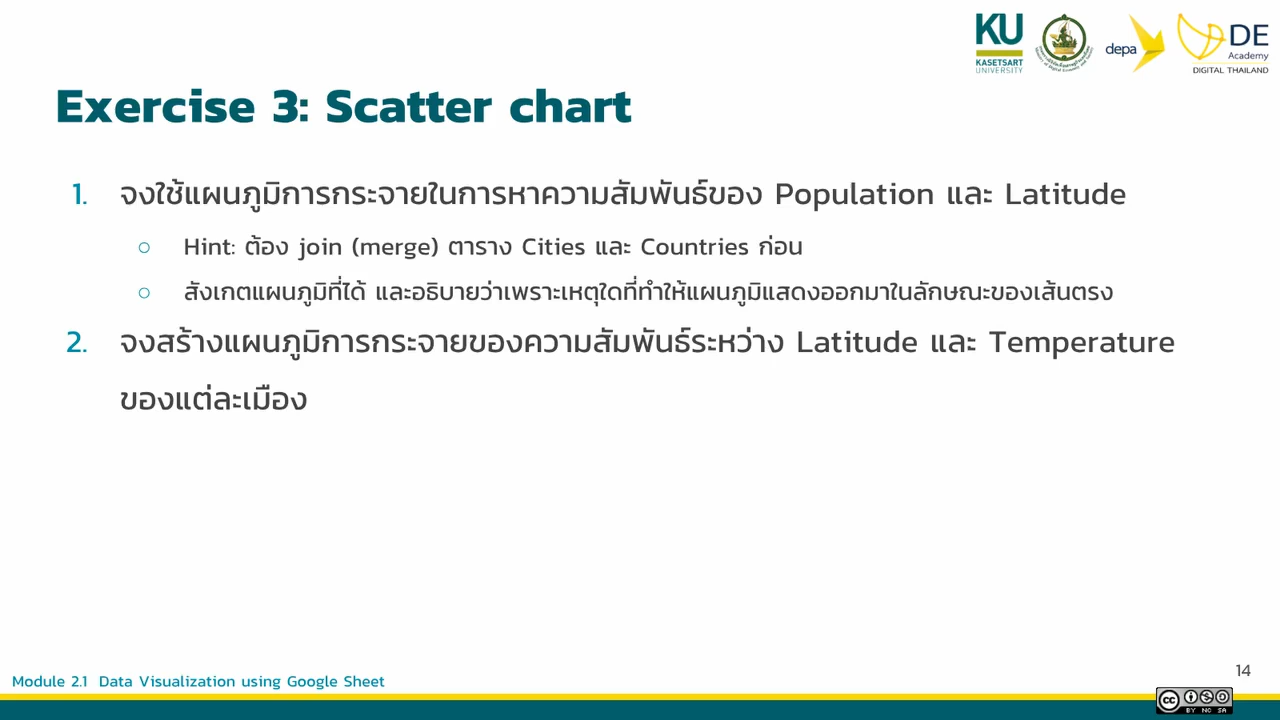 KU
KASETSART
UNIVERSITY
depa
DE
Academy
DIGITAL THAILAND
Exercise 3: Scatter chart
1. จงใช้แผนภูมิการกระจายในการหาความสัมพันธ์ของ Population และ Latitude
○ Hint: ต้อง join (merge) ตาราง Cities และ Countries ก่อน
○ สังเกตแผนภูมิที่ได้ และอธิบายว่าเพราะเหตุใดที่ทำให้แผนภูมิแสดงออกมาในลักษณะของเส้นตรง
2. จงสร้างแผนภูมิการกระจายของความสัมพันธ์ระหว่าง Latitude และ Temperature
ของแต่ละเมือง
14
Module 2.1 Data Visualization using Google Sheet
cc
BY NC SA